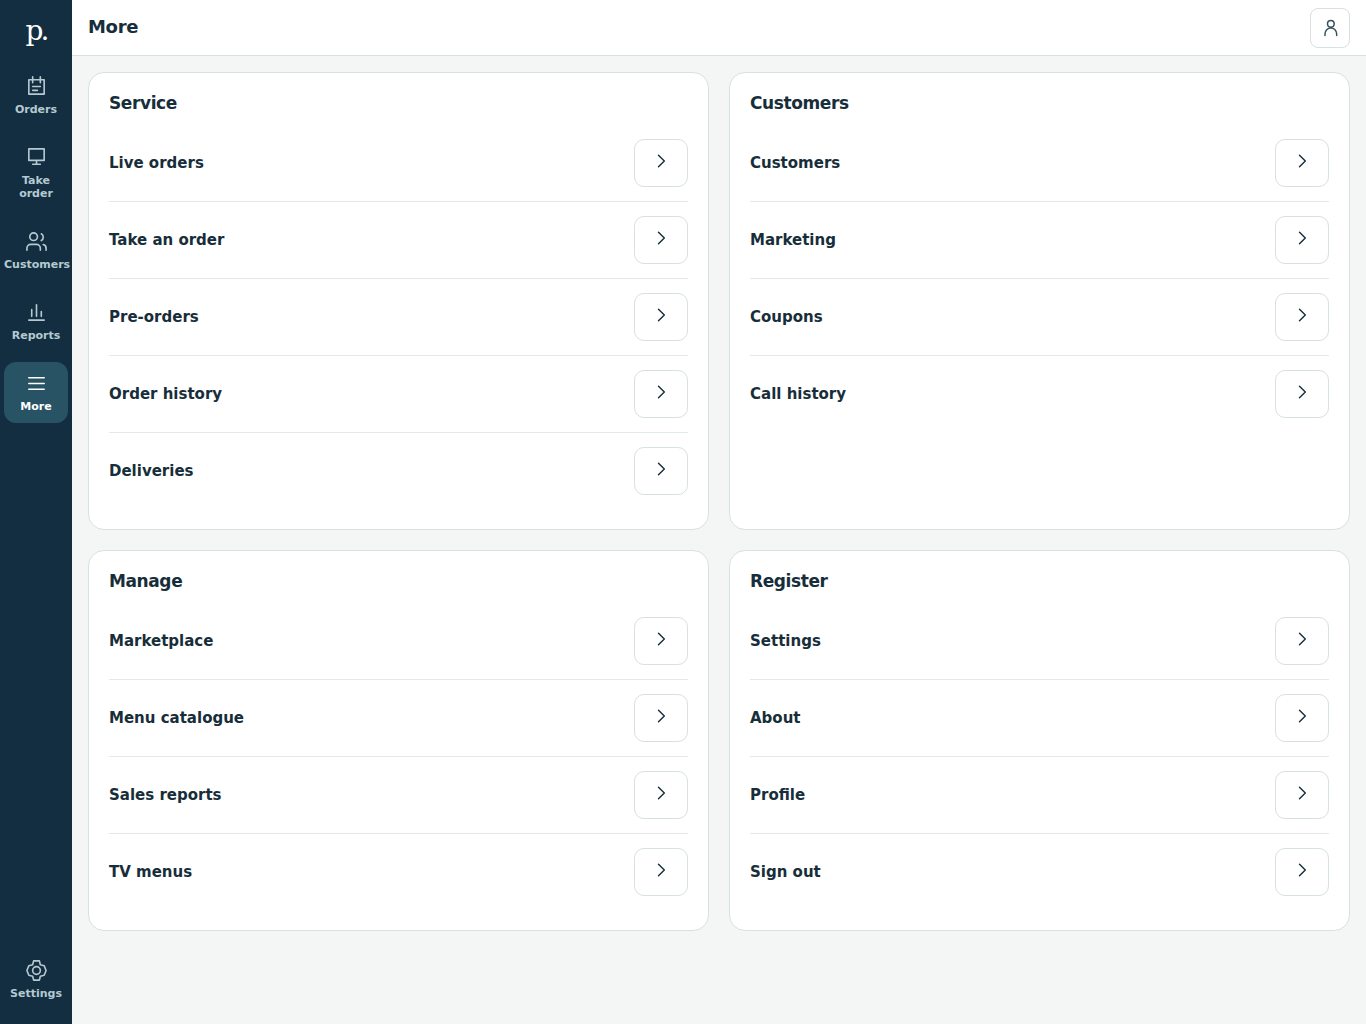 p.
Orders
Take
order
Customers
Reports
More
Settings
More
Service
Live orders
Take an order
Pre-orders
Order history
Deliveries
Customers
Customers
Marketing
Coupons
Call history
Manage
Marketplace
Menu catalogue
Sales reports
TV menus
Register
Settings
About
Profile
Sign out